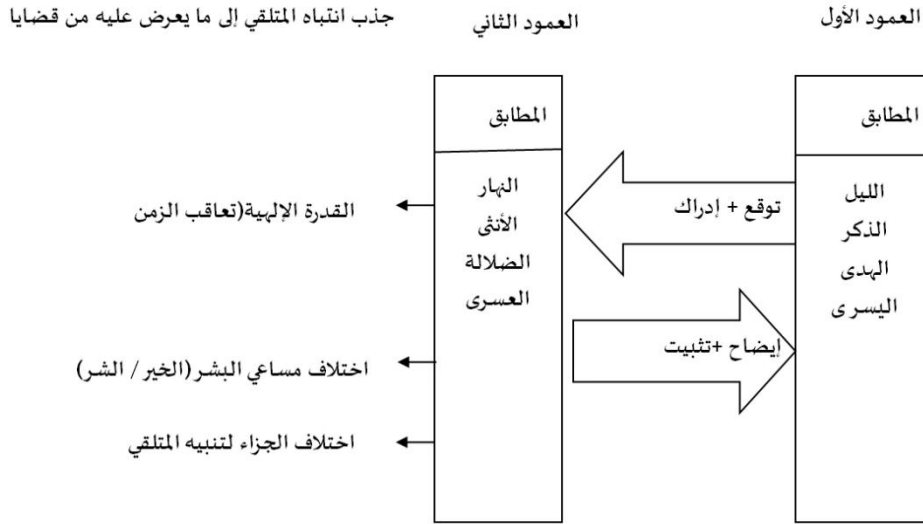 العمود الأول
العمود الثاني
جذب انتباه المتلقي إلى ما يعرض عليه من قضايا
المطابق
الليل
الذكر
الهدى
اليسرى
توقع + إدراك
إيضاح +تثبيت
المطابق
النهار
الأنثى
الضلالة
العسرى
القدرة الإلهية(تعاقب الزمن
اختلاف مساعي البشر(الخير / الشر)
اختلاف الجزاء لتنبيه المتلقي